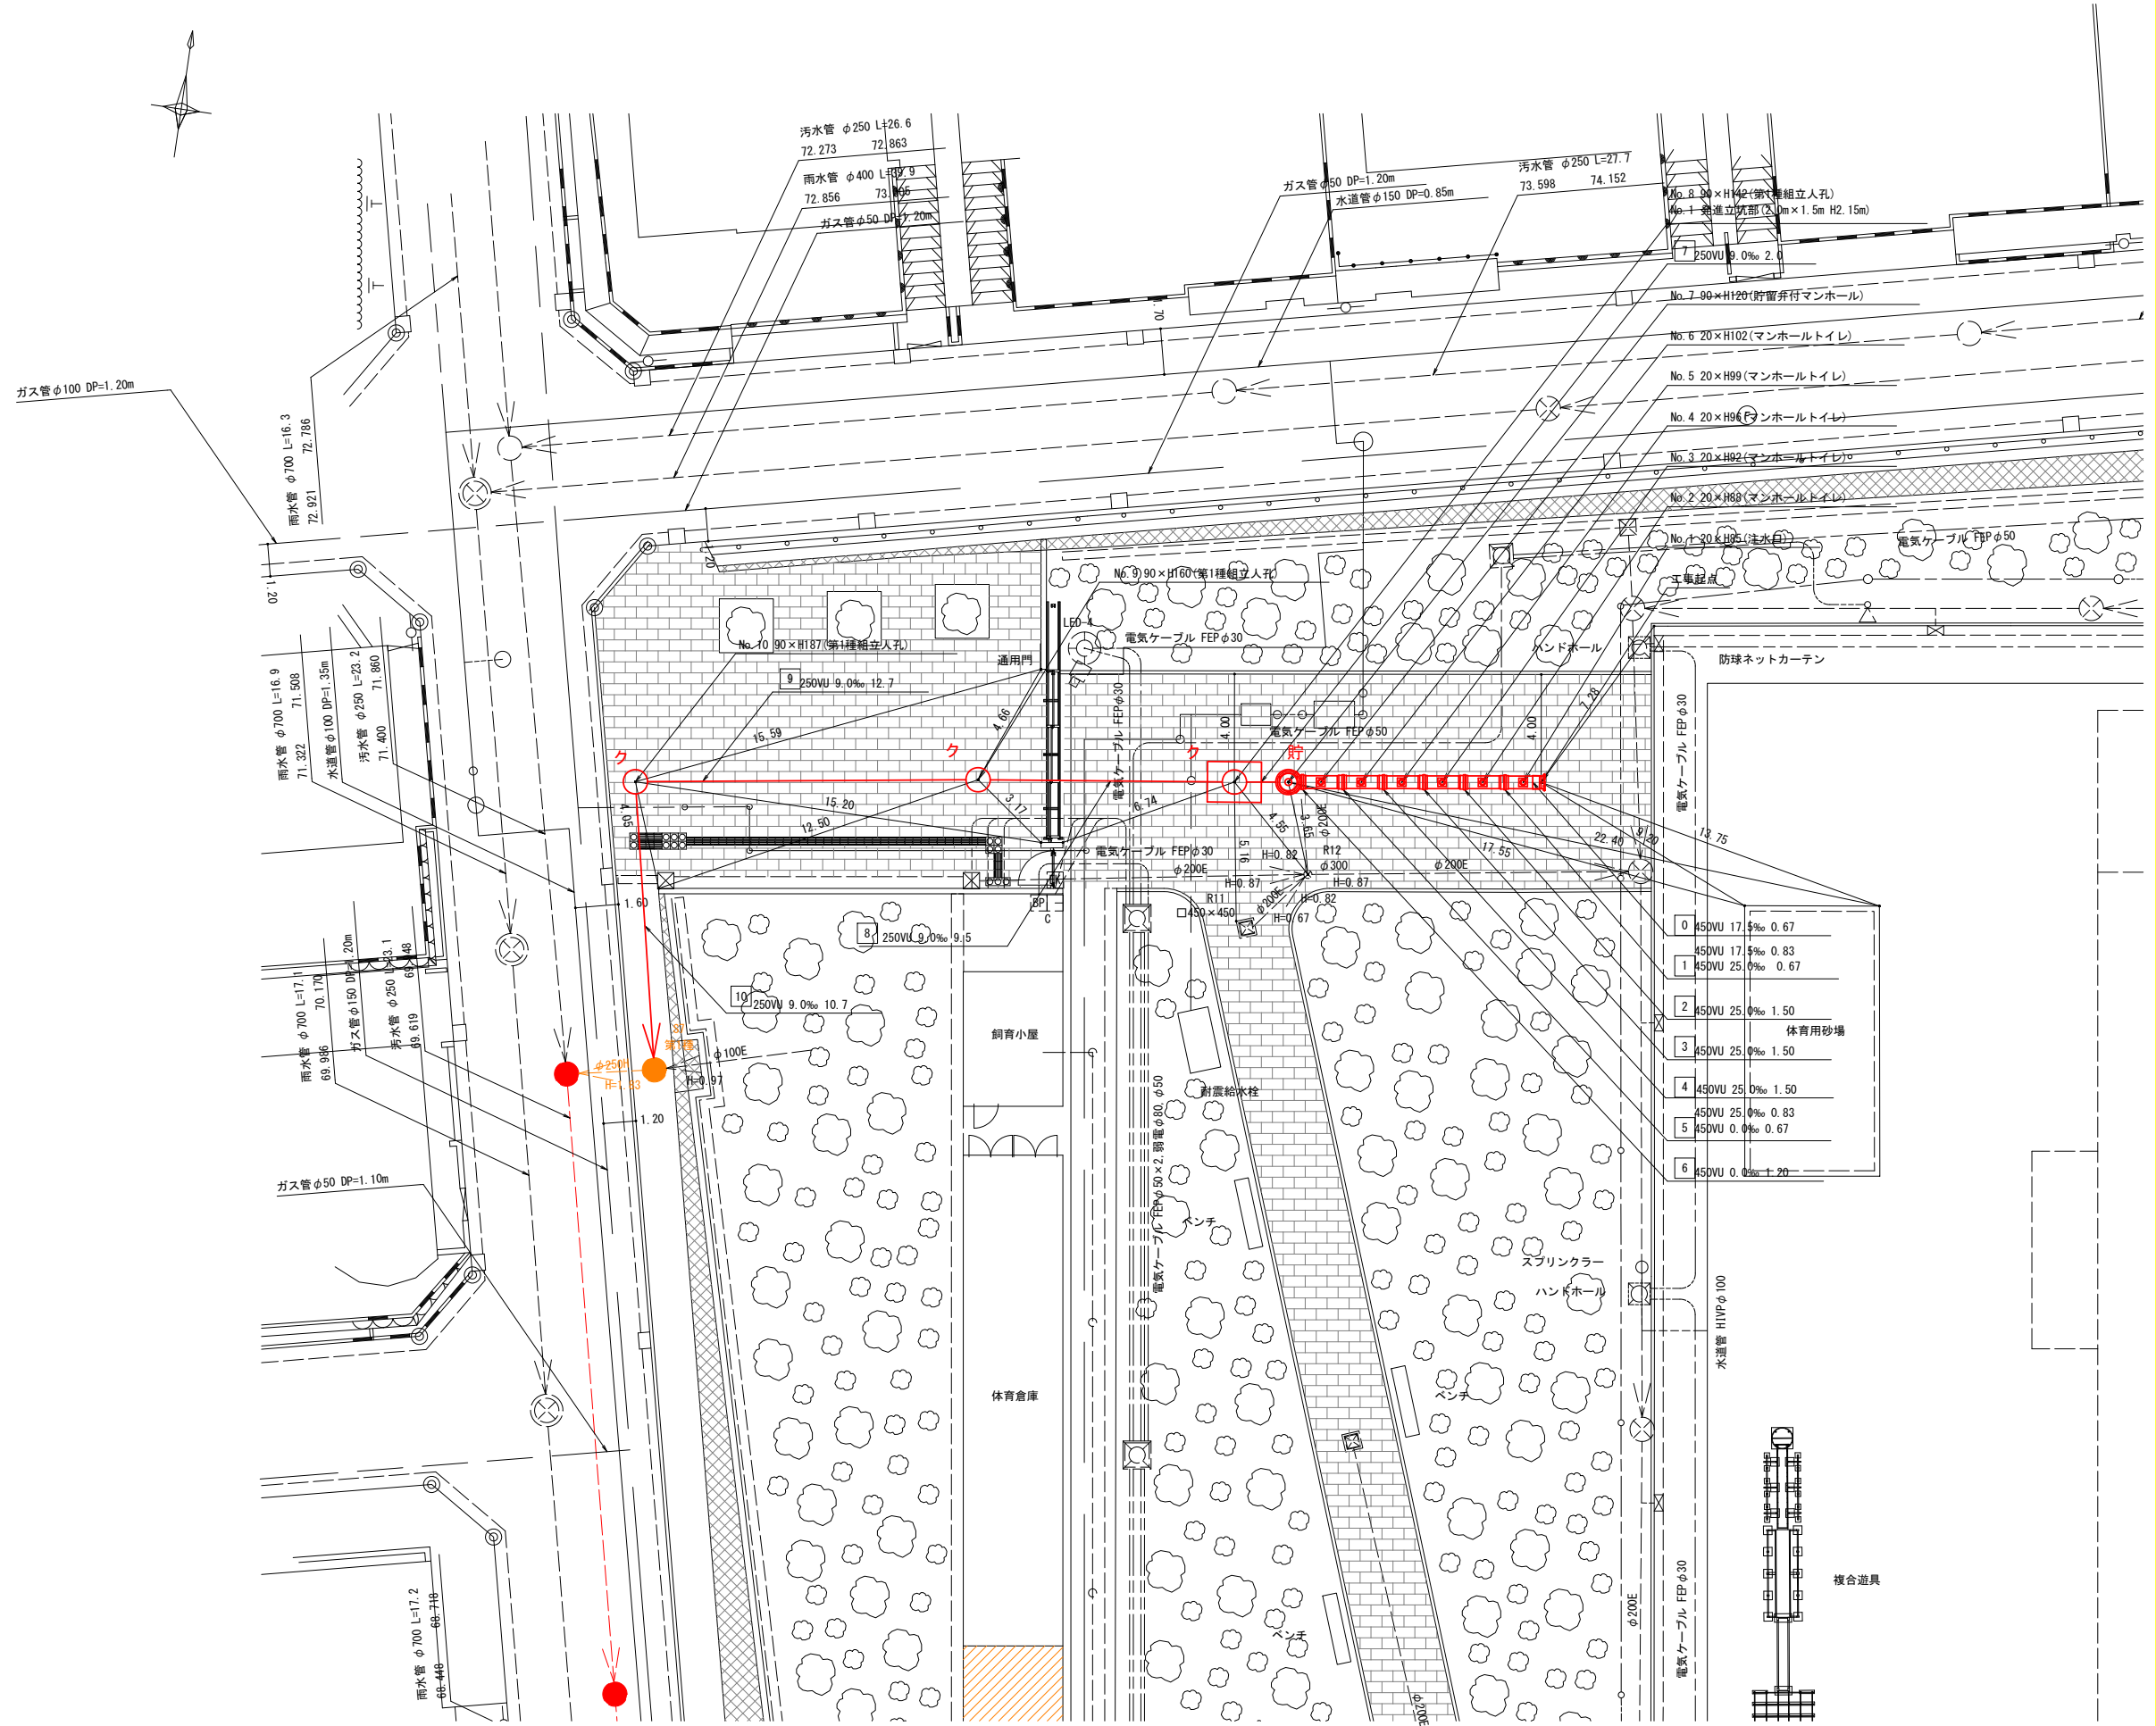 汚水管 φ250 L=26.6
72.273 72.863
雨水管 φ400 L=39.9
72.856
ガス管φ50 DP=1.20m
ガス管φ50 DP=1.20m
水道管φ150 DP=0.85m
汚水管 φ250 L=27.7
73.598 74.152
No.8 90×H142(第1種組立人孔)
No.1 発進立坑部(2.0m×1.5m H2.15m)
7 250VU 9.0‰ 2.0
No.7 90×H120(貯留弁付マンホール)
No.6 20×H102(マンホールトイレ)
No.5 20×H99(マンホールトイレ)
No.4 20×H96(マンホールトイレ)
No.3 20×H92(マンホールトイレ)
No.2 20×H88(マンホールトイレ)
No.1 20×H85(注水口)
工事起点
電気ケーブル FEPφ50
ガス管φ100 DP=1.20m
雨水管 φ700 L=16.3
72.921 72.786
1.20
1.20
.70
No.9 90×H160(第1種組立人孔)
LED-4
電気ケーブル FEPφ30
通用門
ハンドホール
防球ネットカーテン
No.10 90×H187(第1種組立人孔)
9 250VU 9.0‰ 12.7
電気ケーブル FEPφ30
電気ケーブル FEPφ50
電気ケーブル FEPφ30
雨水管 φ700 L=16.9
71.322 71.508
水道管φ100 DP=1.35m
汚水管 φ250 L=23.2
71.400 71.860
15.59
4.66
4.00
4.00
7.28
ク
ク
ク
貯
4.05
15.20
12.50
3.17
6.74
4.55
3.65
φ200E
5.16
22.40
9.20
13.75
17.55
電気ケーブル FEPφ30
φ200E
H=0.82
R12
φ300
φ200E
H=0.87
H=0.87
R11
□450×450
φ200E
H=0.82
H=0.67
BP
C
1.60
8 250VU 9.0‰ 9.5
10 250VU 9.0‰ 10.7
0 450VU 17.5‰ 0.67
450VU 17.5‰ 0.83
1 450VU 25.0‰ 0.67
2 450VU 25.0‰ 1.50
体育用砂場
3 450VU 25.0‰ 1.50
4 450VU 25.0‰ 1.50
450VU 25.0‰ 0.83
5 450VU 0.0‰ 0.67
6 450VU 0.0‰ 1.20
雨水管 φ700 L=17.1
69.986 70.170
ガス管φ150 DP=1.20m
汚水管 φ250 L=23.1
69.619
φ250H
H=1.83
φ100E
H=0.97
1.20
飼育小屋
耐震給水栓
ガス管φ50 DP=1.10m
電気ケーブル FEPφ50×2.弱電φ80,φ50
ベンチ
スプリンクラー
ハンドホール
水道管 HIVPφ100
体育倉庫
ベンチ
ベンチ
雨水管 φ700 L=17.2
68.448 68.718
φ200E
φ200E
電気ケーブル FEPφ30
複合遊具